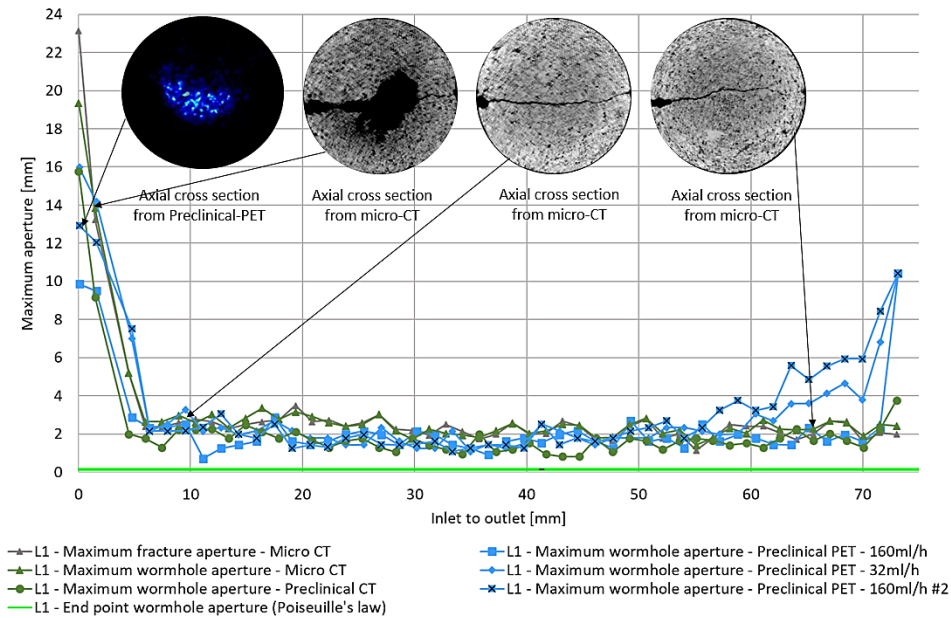 24
22
20
18
16
14
12
10
8
6
4
2
0
Maximum aperture [mm]
Axial cross section
from Preclinical-PET
Axial cross section
from micro-CT
Axial cross section
from micro-CT
Axial cross section
from micro-CT
0 10 20 30 40 50 60 70
Inlet to outlet [mm]
L1 - Maximum fracture aperture - Micro CT
L1 - Maximum wormhole aperture - Micro CT
L1 - Maximum wormhole aperture - Preclinical CT
L1 - End point wormhole aperture (Poiseuille's law)
L1 - Maximum wormhole aperture - Preclinical PET - 160ml/h
L1 - Maximum wormhole aperture - Preclinical PET - 32ml/h
L1 - Maximum wormhole aperture - Preclinical PET - 160ml/h #2